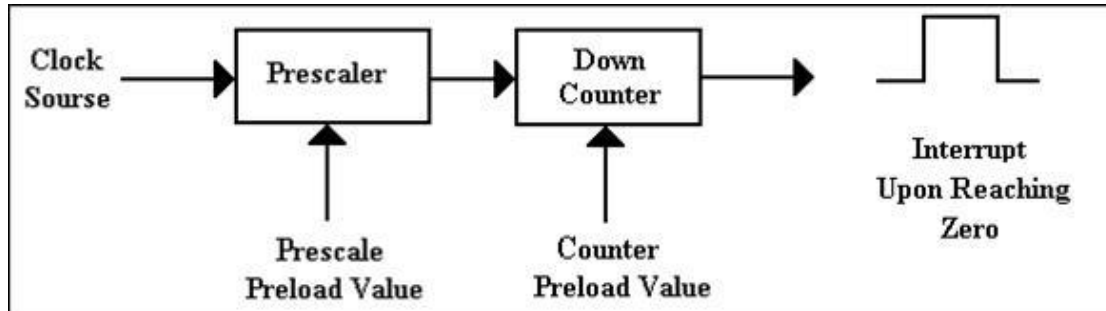 Clock
Sourse
Prescaler
Down
Counter
Interrupt
Upon Reaching
Zero
Prescale
Preload Value
Counter
Preload Value